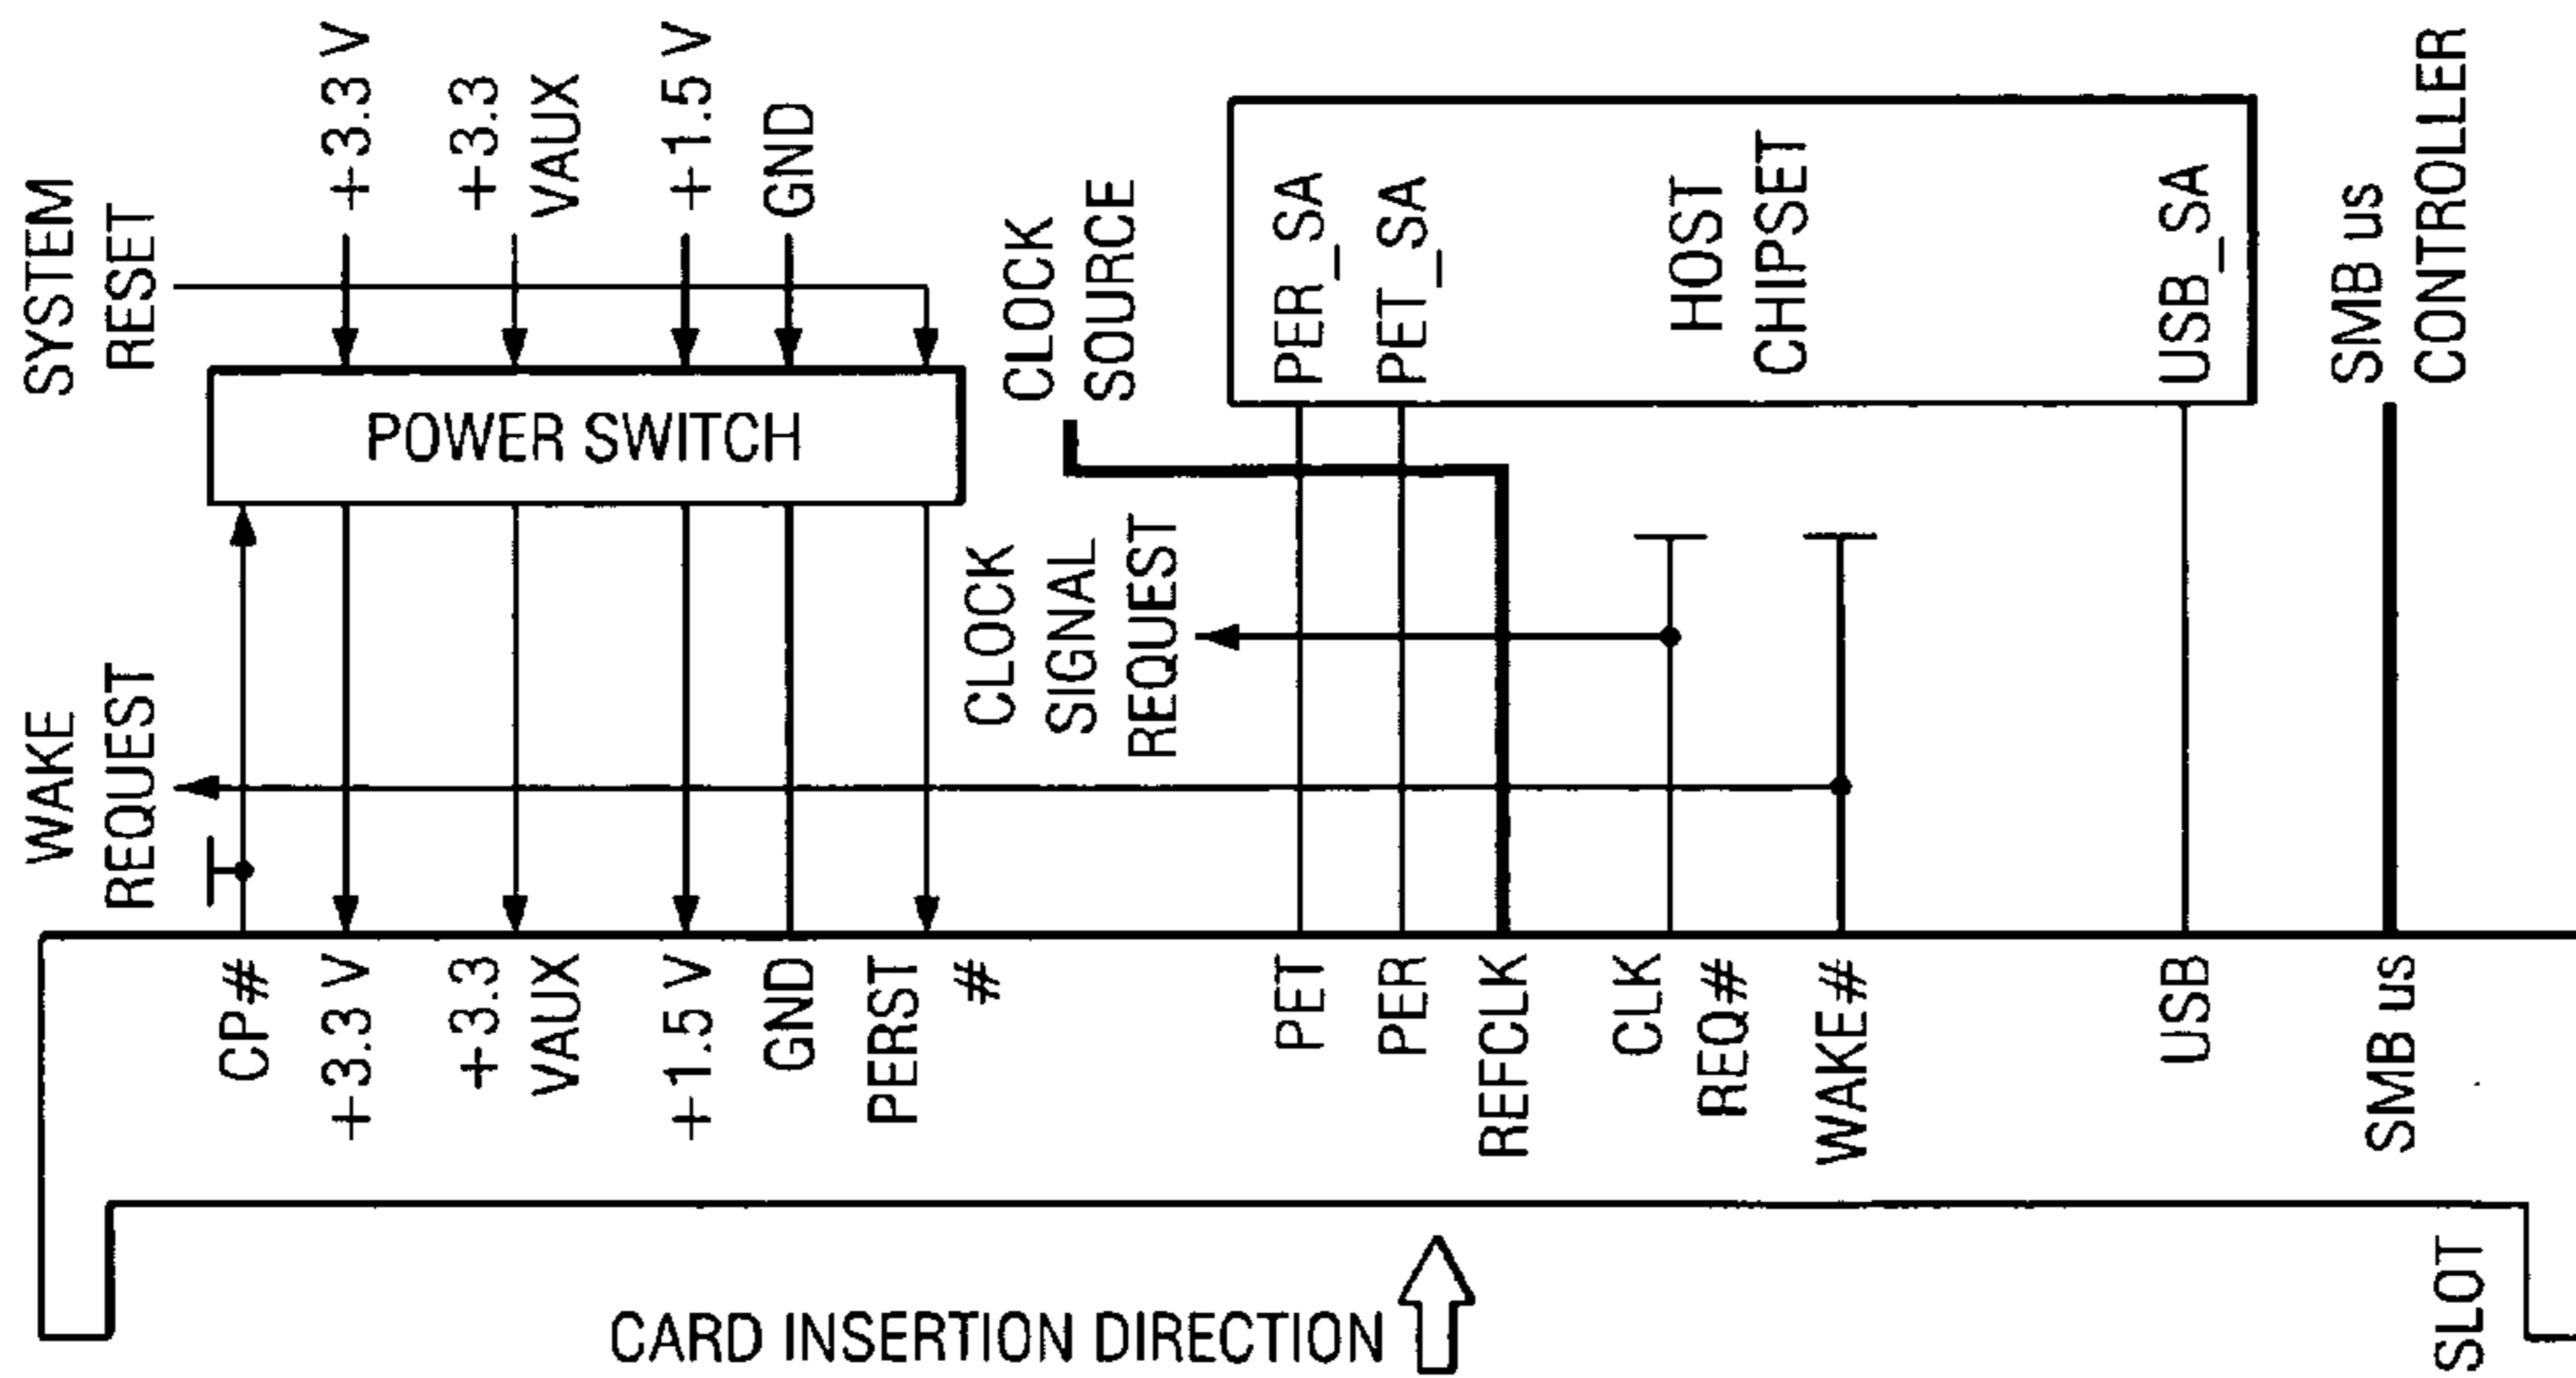 SYSTEM
RESET
+3.3 V
+3.3
VAUX
+1.5 V
GND
POWER SWITCH
CLOCK
SOURCE
PER_SA
PET_SA
HOST
CHIPSET
USB_SA
SMB us
CONTROLLER
WAKE
REQUEST
CLOCK
SIGNAL
REQUEST
CP#
+3.3 V
+3.3
VAUX
+1.5 V
GND
PERST
#
PET
PER
REFCLK
CLK
REQ#
WAKE#
USB
SMB us
CARD INSERTION DIRECTION
SLOT